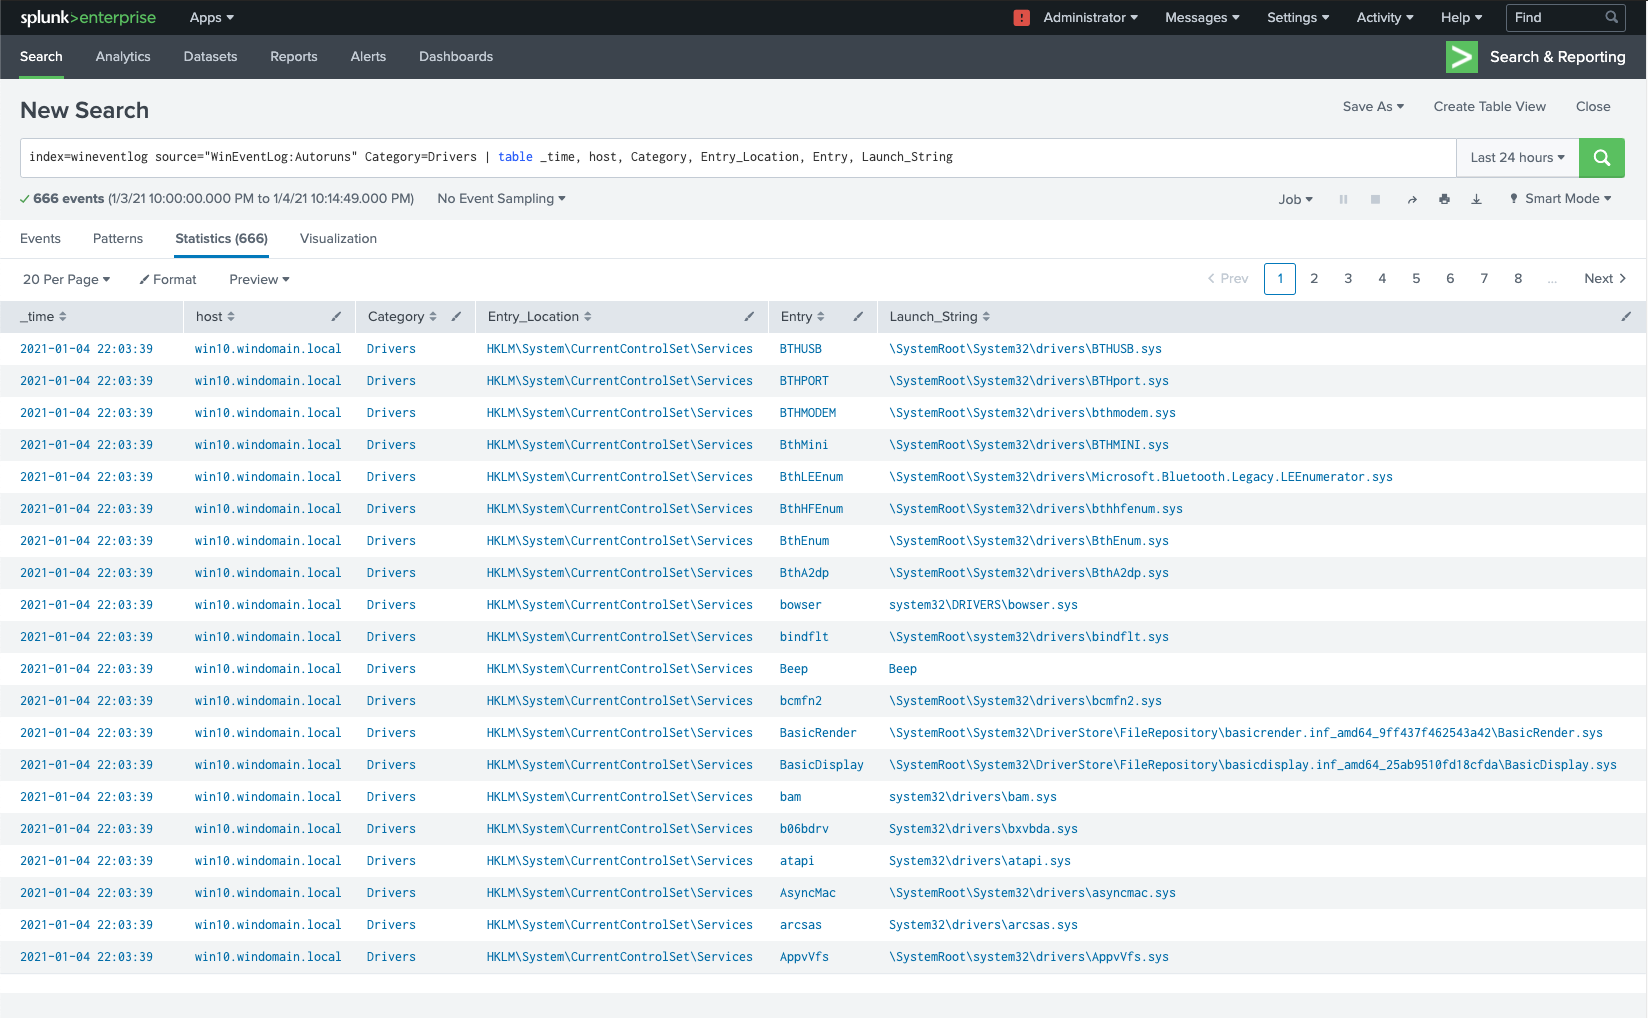 splunk>enterprise Apps ! Administrator Messages Settings Activity Help Find
Search Analytics Datasets Reports Alerts Dashboards > Search & Reporting
New Search Save As Create Table View Close
index=wineventlog source="WinEventLog:Autoruns" Category=Drivers | table _time, host, Category, Entry_Location, Entry, Launch_String Last 24 hours
666 events (1/3/21 10:00:00.000 PM to 1/4/21 10:14:49.000 PM) No Event Sampling Job Smart Mode
Events Patterns Statistics (666) Visualization
20 Per Page Format Preview < Prev 1 2 3 4 5 6 7 8 ... Next >
_time host Category Entry_Location Entry Launch_String
2021-01-04 22:03:39 win10.windomain.local Drivers HKLM\System\CurrentControlSet\Services BTHUSB \SystemRoot\System32\drivers\BTHUSB.sys
2021-01-04 22:03:39 win10.windomain.local Drivers HKLM\System\CurrentControlSet\Services BTHPORT \SystemRoot\System32\drivers\BTHport.sys
2021-01-04 22:03:39 win10.windomain.local Drivers HKLM\System\CurrentControlSet\Services BTHMODEM \SystemRoot\System32\drivers\bthmodem.sys
2021-01-04 22:03:39 win10.windomain.local Drivers HKLM\System\CurrentControlSet\Services BthMini \SystemRoot\System32\drivers\BTHMINI.sys
2021-01-04 22:03:39 win10.windomain.local Drivers HKLM\System\CurrentControlSet\Services BthLEEnum \SystemRoot\System32\drivers\Microsoft.Bluetooth.Legacy.LEEnumerator.sys
2021-01-04 22:03:39 win10.windomain.local Drivers HKLM\System\CurrentControlSet\Services BthHFEnum \SystemRoot\System32\drivers\bthhfenum.sys
2021-01-04 22:03:39 win10.windomain.local Drivers HKLM\System\CurrentControlSet\Services BthEnum \SystemRoot\System32\drivers\BthEnum.sys
2021-01-04 22:03:39 win10.windomain.local Drivers HKLM\System\CurrentControlSet\Services BthA2dp \SystemRoot\System32\drivers\BthA2dp.sys
2021-01-04 22:03:39 win10.windomain.local Drivers HKLM\System\CurrentControlSet\Services bowser system32\DRIVERS\bowser.sys
2021-01-04 22:03:39 win10.windomain.local Drivers HKLM\System\CurrentControlSet\Services bindflt \SystemRoot\system32\drivers\bindflt.sys
2021-01-04 22:03:39 win10.windomain.local Drivers HKLM\System\CurrentControlSet\Services Beep Beep
2021-01-04 22:03:39 win10.windomain.local Drivers HKLM\System\CurrentControlSet\Services bcmfn2 \SystemRoot\System32\drivers\bcmfn2.sys
2021-01-04 22:03:39 win10.windomain.local Drivers HKLM\System\CurrentControlSet\Services BasicRender \SystemRoot\System32\DriverStore\FileRepository\basicrender.inf_amd64_9ff437f462543a42\BasicRender.sys
2021-01-04 22:03:39 win10.windomain.local Drivers HKLM\System\CurrentControlSet\Services BasicDisplay \SystemRoot\System32\DriverStore\FileRepository\basicdisplay.inf_amd64_25ab9510fd18cfda\BasicDisplay.sys
2021-01-04 22:03:39 win10.windomain.local Drivers HKLM\System\CurrentControlSet\Services bam system32\drivers\bam.sys
2021-01-04 22:03:39 win10.windomain.local Drivers HKLM\System\CurrentControlSet\Services b06bdrv System32\drivers\bxvbda.sys
2021-01-04 22:03:39 win10.windomain.local Drivers HKLM\System\CurrentControlSet\Services atapi System32\drivers\atapi.sys
2021-01-04 22:03:39 win10.windomain.local Drivers HKLM\System\CurrentControlSet\Services AsyncMac \SystemRoot\System32\drivers\asyncmac.sys
2021-01-04 22:03:39 win10.windomain.local Drivers HKLM\System\CurrentControlSet\Services arcsas System32\drivers\arcsas.sys
2021-01-04 22:03:39 win10.windomain.local Drivers HKLM\System\CurrentControlSet\Services AppvVfs \SystemRoot\system32\drivers\AppvVfs.sys